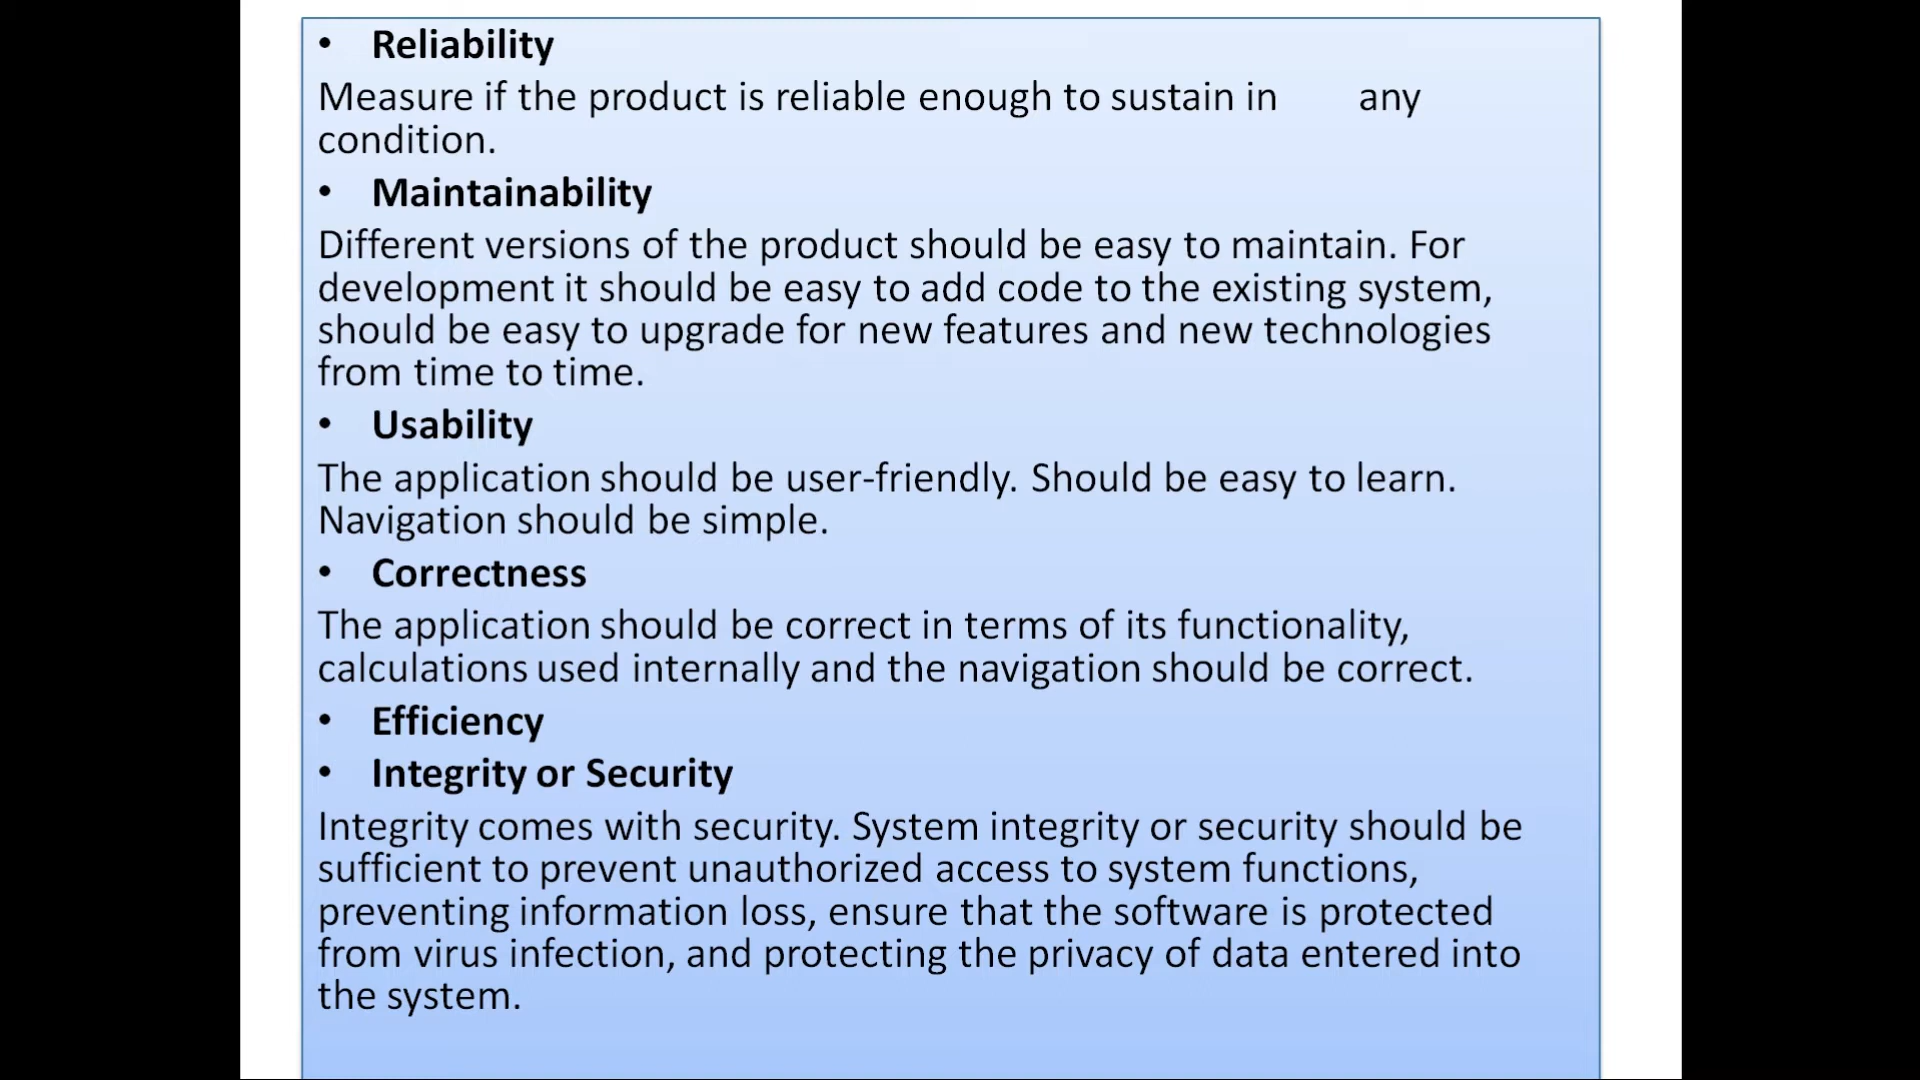 • Reliability
Measure if the product is reliable enough to sustain in any
condition.
• Maintainability
Different versions of the product should be easy to maintain. For
development it should be easy to add code to the existing system,
should be easy to upgrade for new features and new technologies
from time to time.
• Usability
The application should be user-friendly. Should be easy to learn.
Navigation should be simple.
• Correctness
The application should be correct in terms of its functionality,
calculations used internally and the navigation should be correct.
• Efficiency
• Integrity or Security
Integrity comes with security. System integrity or security should be
sufficient to prevent unauthorized access to system functions,
preventing information loss, ensure that the software is protected
from virus infection, and protecting the privacy of data entered into
the system.